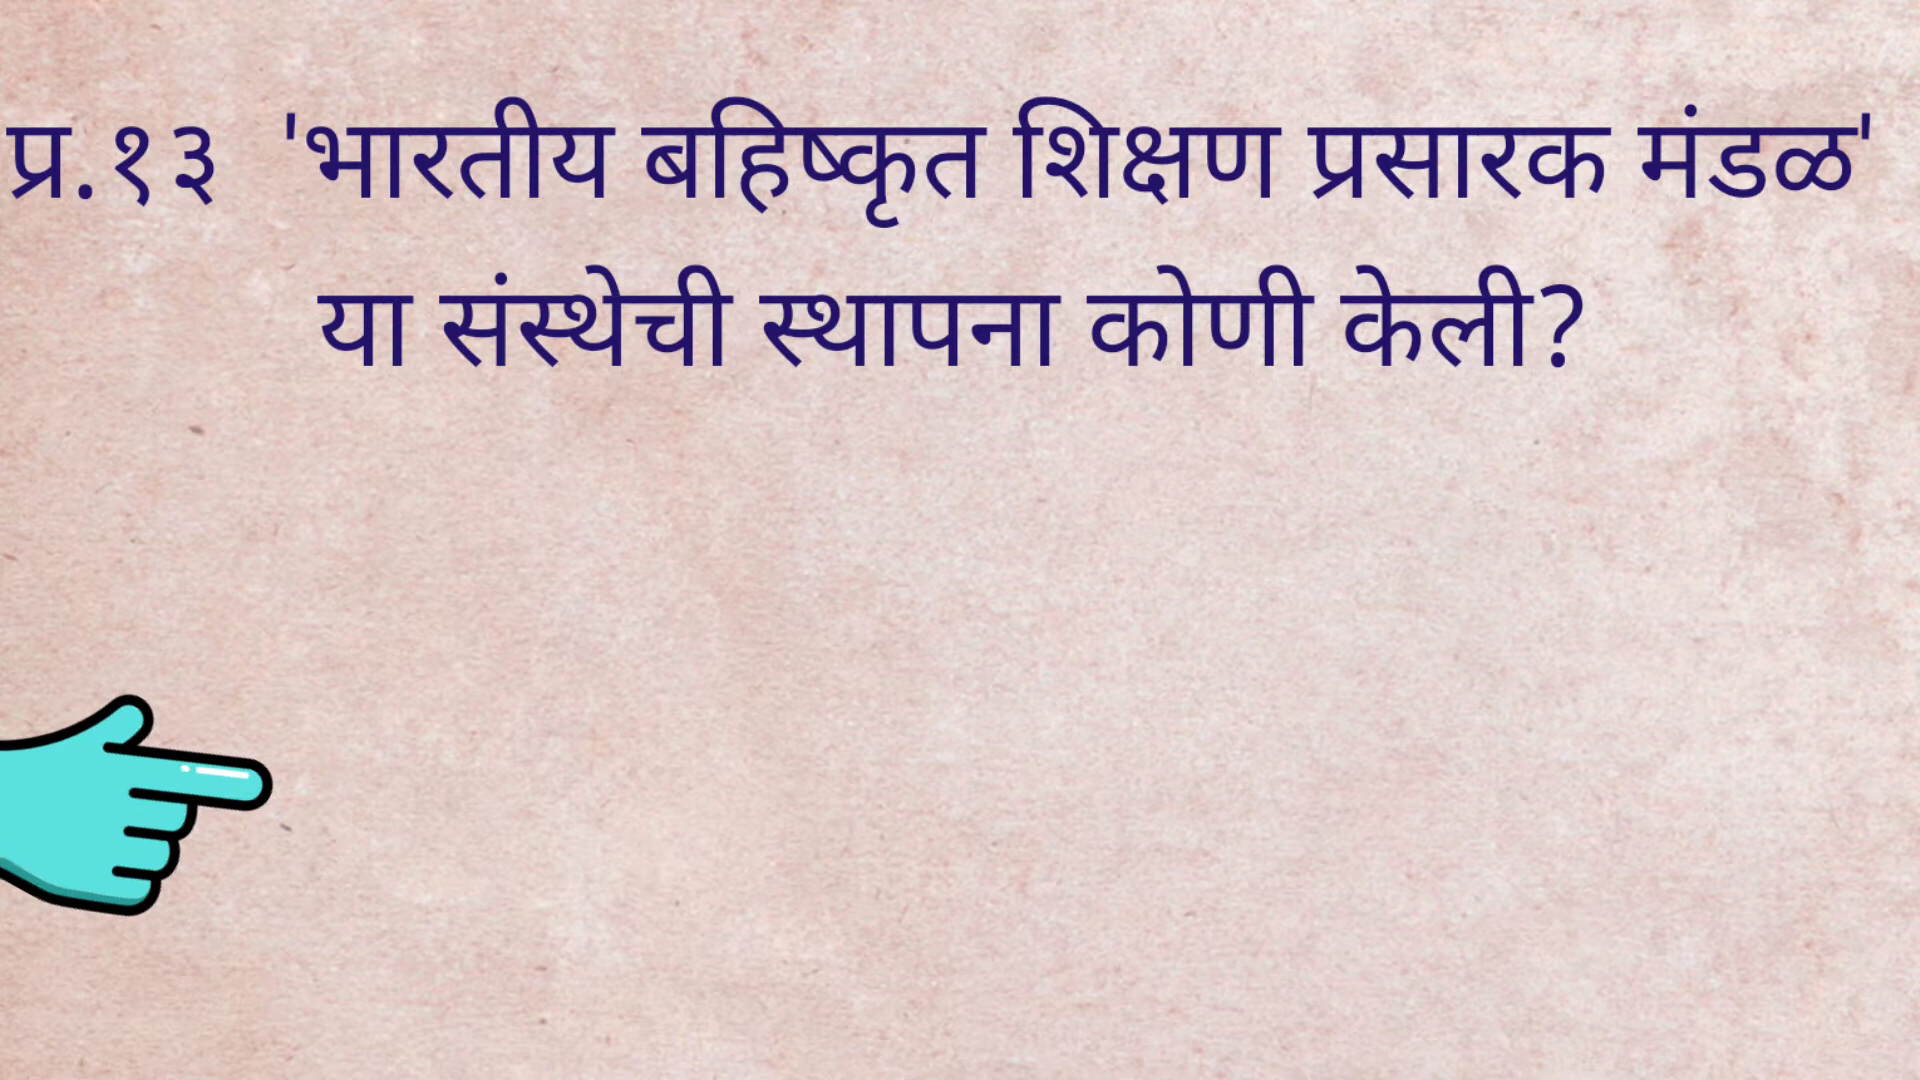 प्र.१३ 'भारतीय बहिष्कृत शिक्षण प्रसारक मंडळ'
या संस्थेची स्थापना कोणी केली?